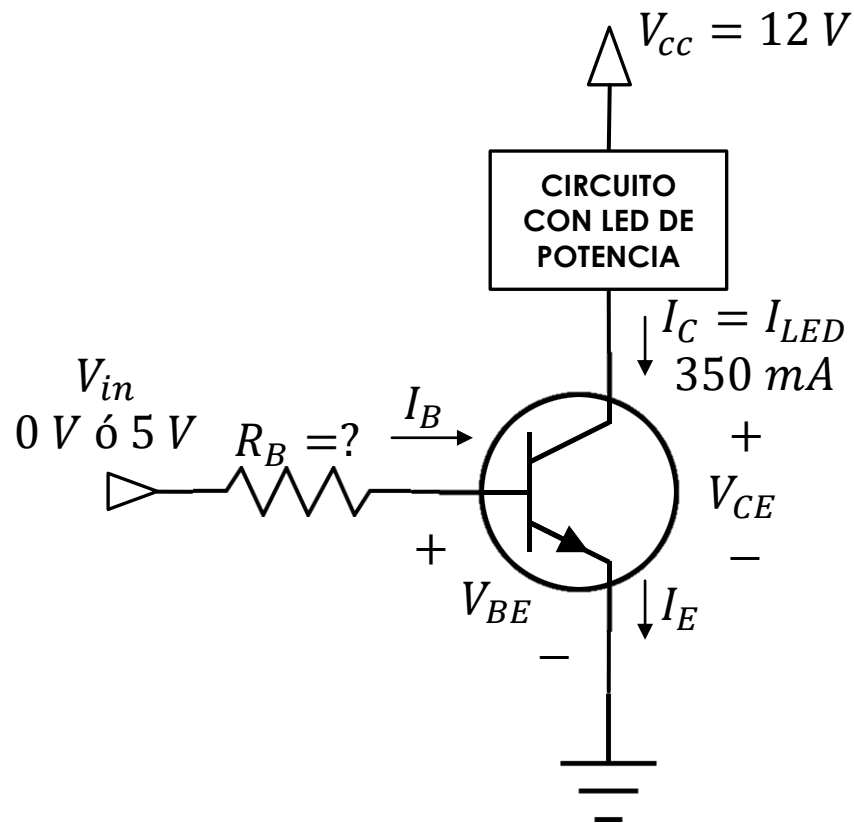 V_cc = 12 V
CIRCUITO
CON LED DE
POTENCIA
I_C = I_LED
350 mA
V_in
0 V ó 5 V
R_B =?
I_B
+
V_CE
−
+
V_BE
−
I_E